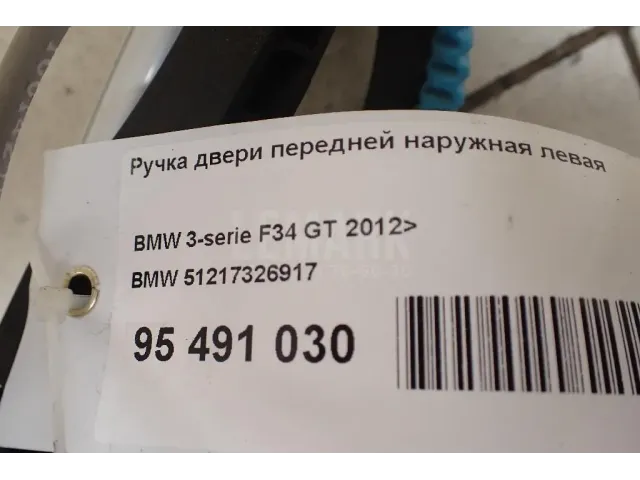 Ручка двери передней наружная левая
BMW 3-serie F34 GT 2012>
BMW 51217326917
95 491 030